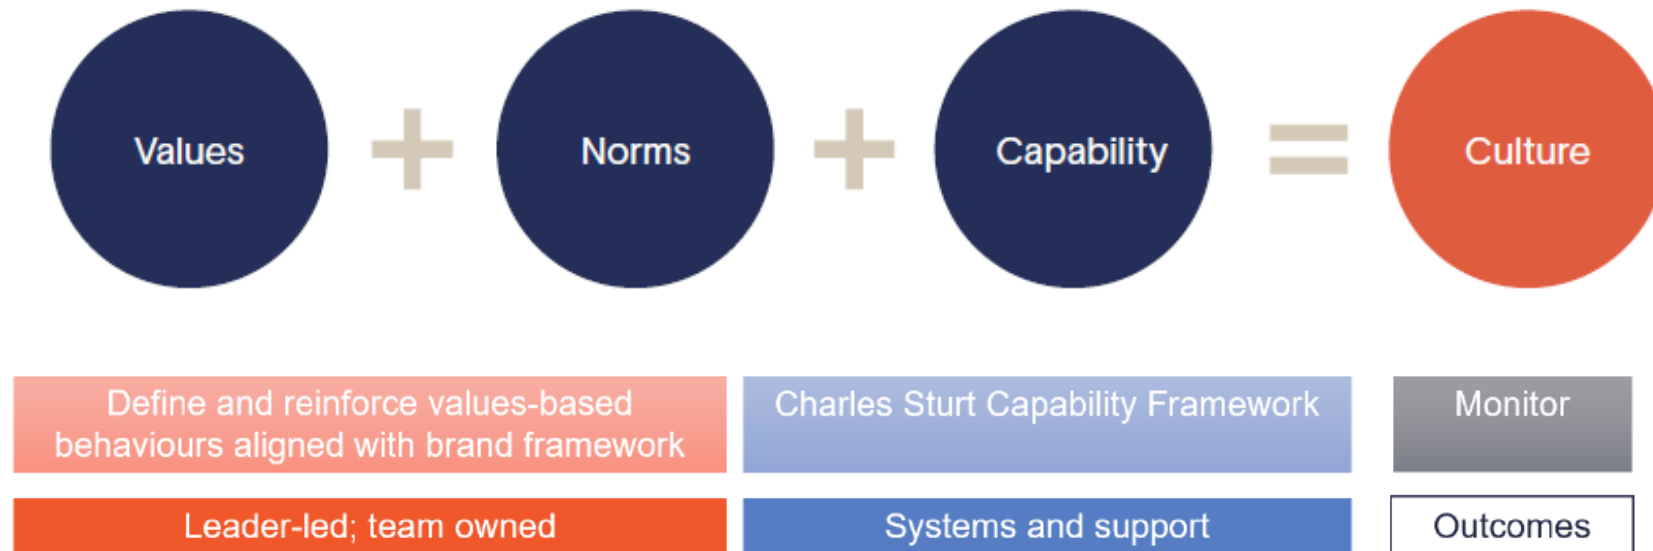 Values + Norms + Capability = Culture
Define and reinforce values-based
behaviours aligned with brand framework
Charles Sturt Capability Framework
Monitor
Leader-led; team owned
Systems and support
Outcomes